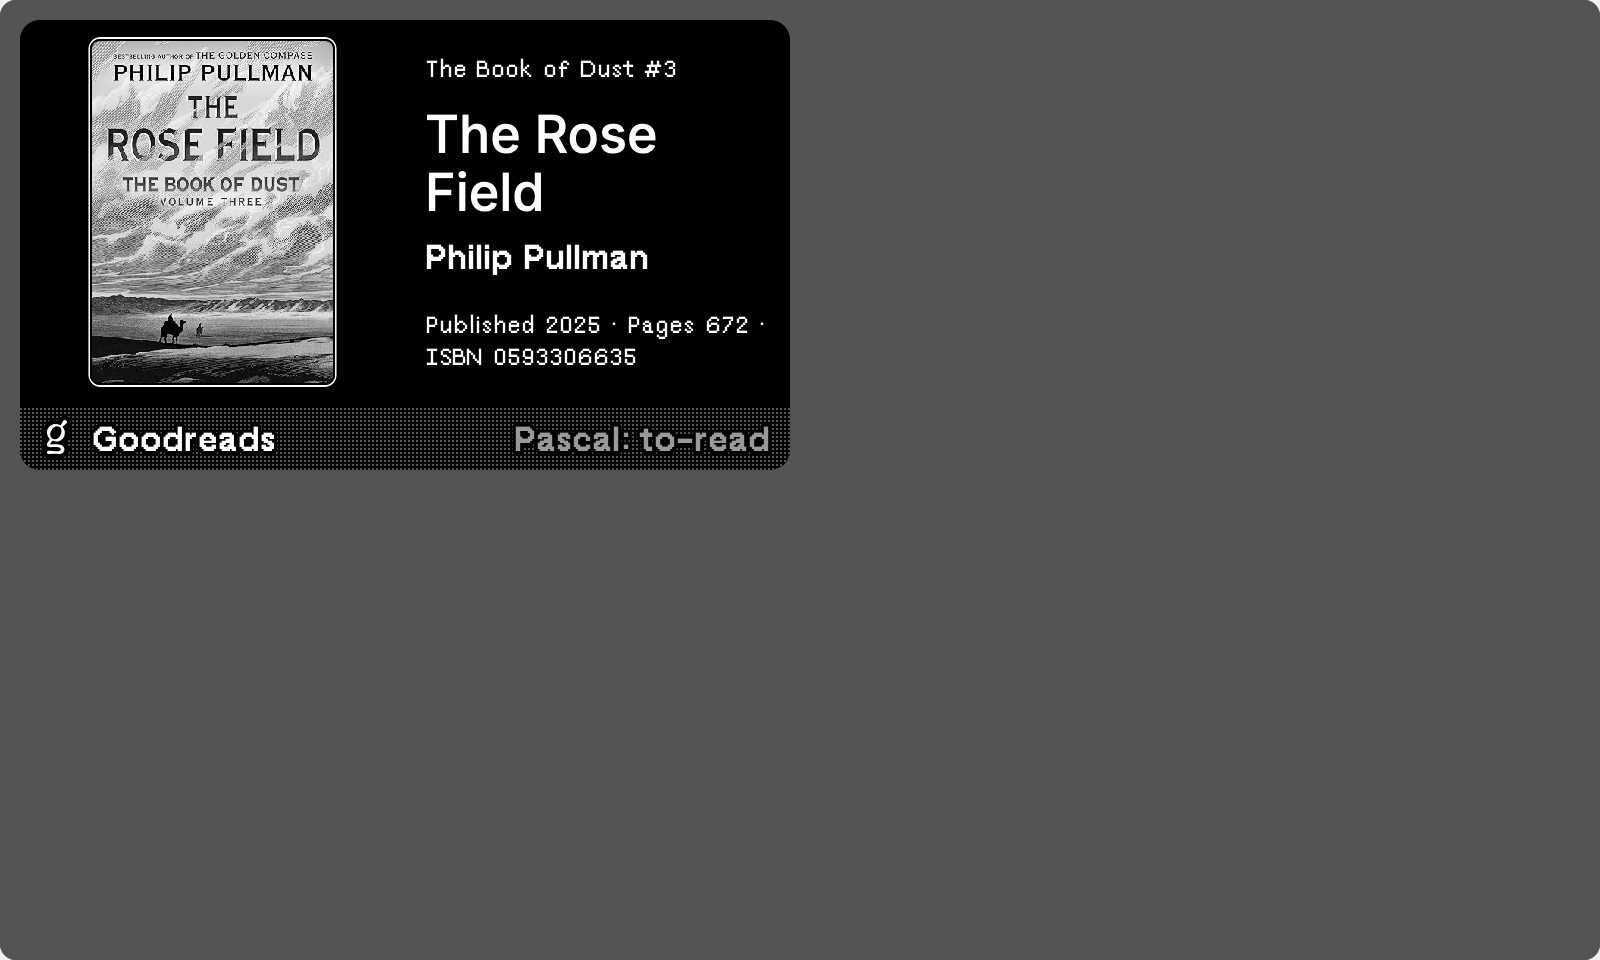 BESTSELLING AUTHOR OF THE GOLDEN COMPASS
PHILIP PULLMAN
THE
ROSE FIELD
THE BOOK OF DUST
VOLUME THREE
The Book of Dust #3
The Rose
Field
Philip Pullman
Published 2025 · Pages 672 ·
ISBN 0593306635
g Goodreads
Pascal: to-read